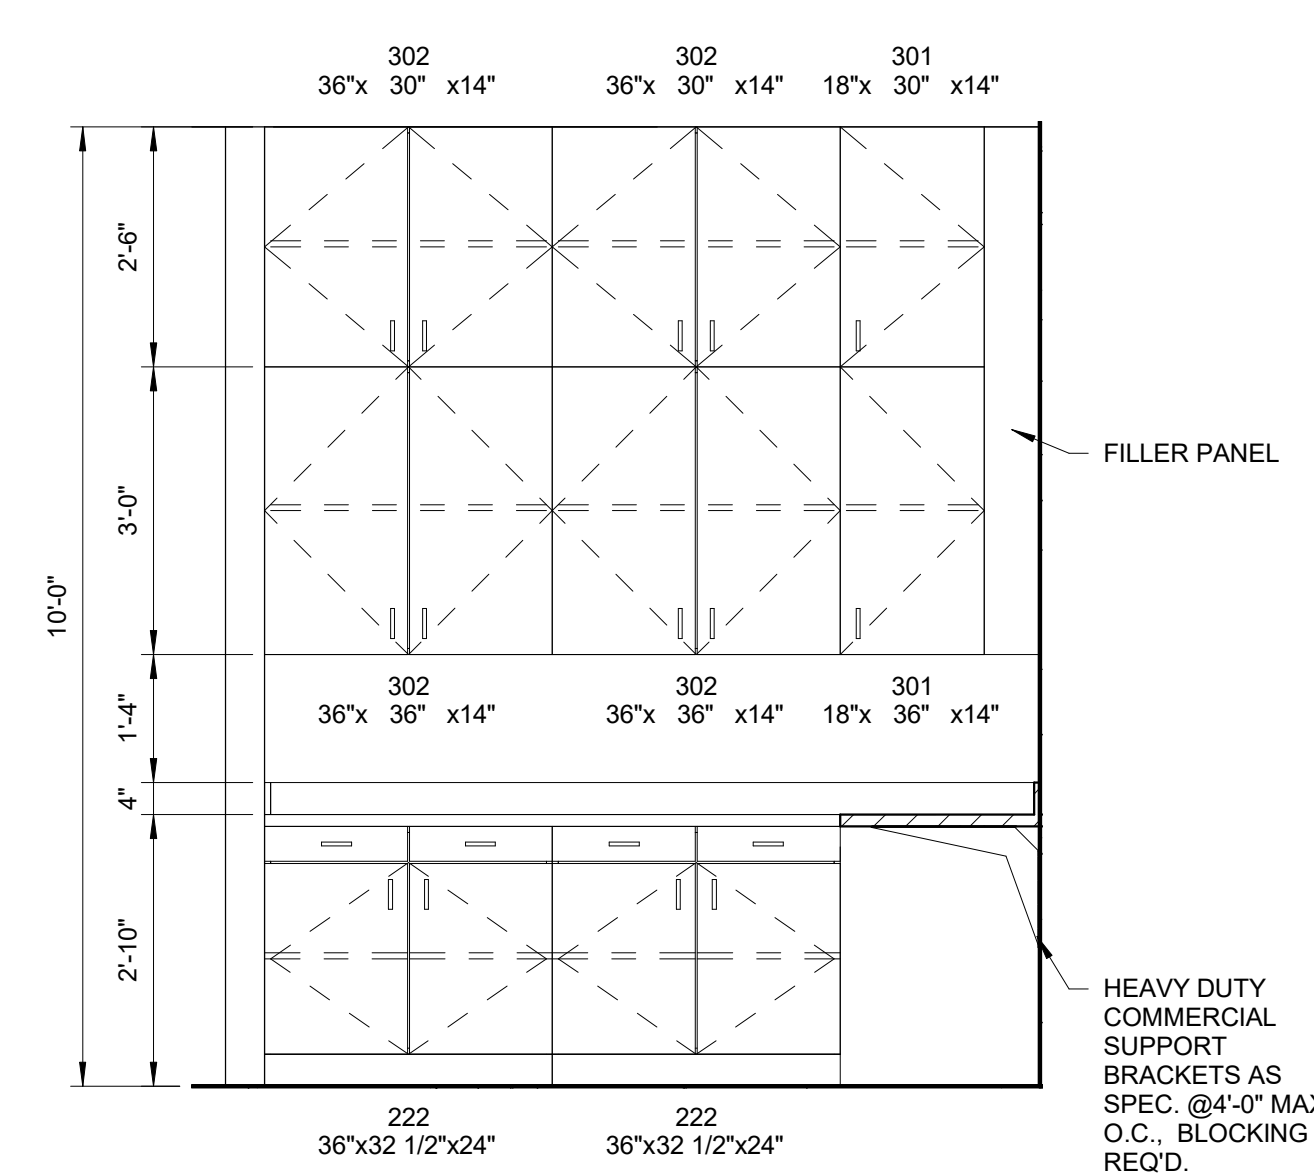 302
36"x 30" x14"
302
36"x 30" x14"
301
18"x 30" x14"
2'-6"
3'-0"
FILLER PANEL
10'-0"
302
36"x 36" x14"
302
36"x 36" x14"
301
18"x 36" x14"
1'-4"
4"
2'-10"
HEAVY DUTY
COMMERCIAL
SUPPORT
BRACKETS AS
SPEC. @4'-0" MAX
O.C., BLOCKING
REQ'D.
222
36"x32 1/2"x24"
222
36"x32 1/2"x24"